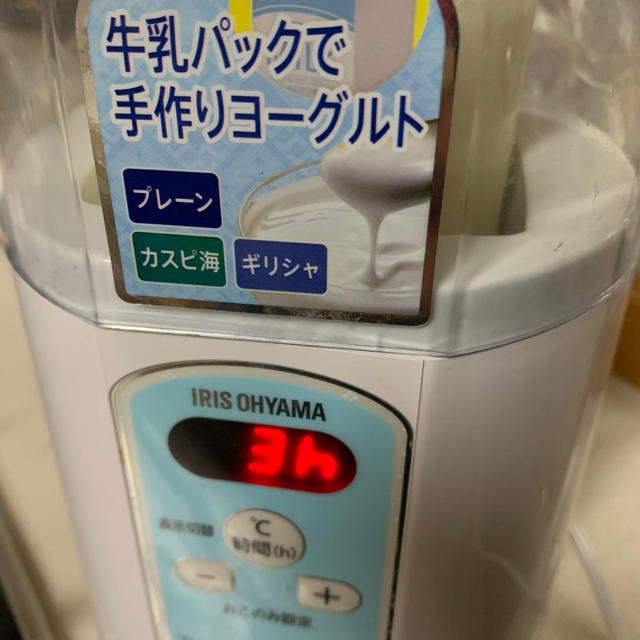 牛乳パックで
手作りヨーグルト
プレーン
カスピ海
ギリシャ
IRIS OHYAMA
3h
表示切替
℃
時間(h)
－
＋
おこのみ設定